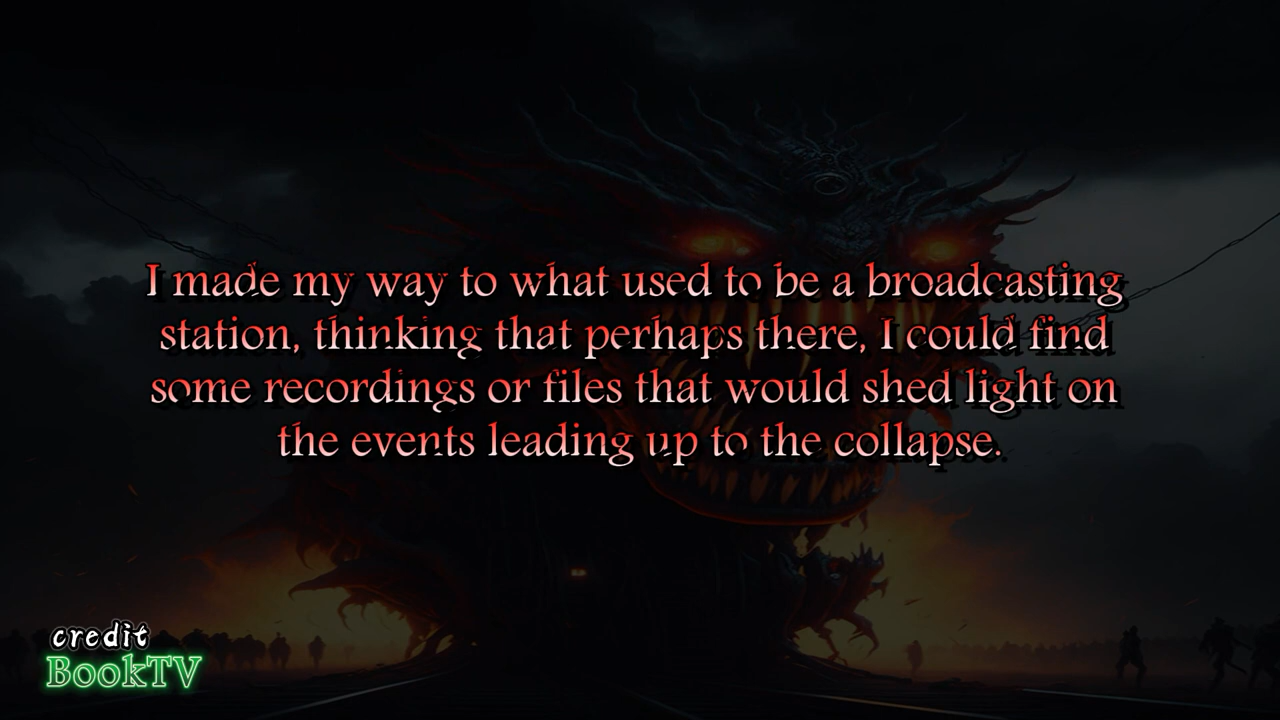 I made my way to what used to be a broadcasting
station, thinking that perhaps there, I could find
some recordings or files that would shed light on
the events leading up to the collapse.
credit
BookTV